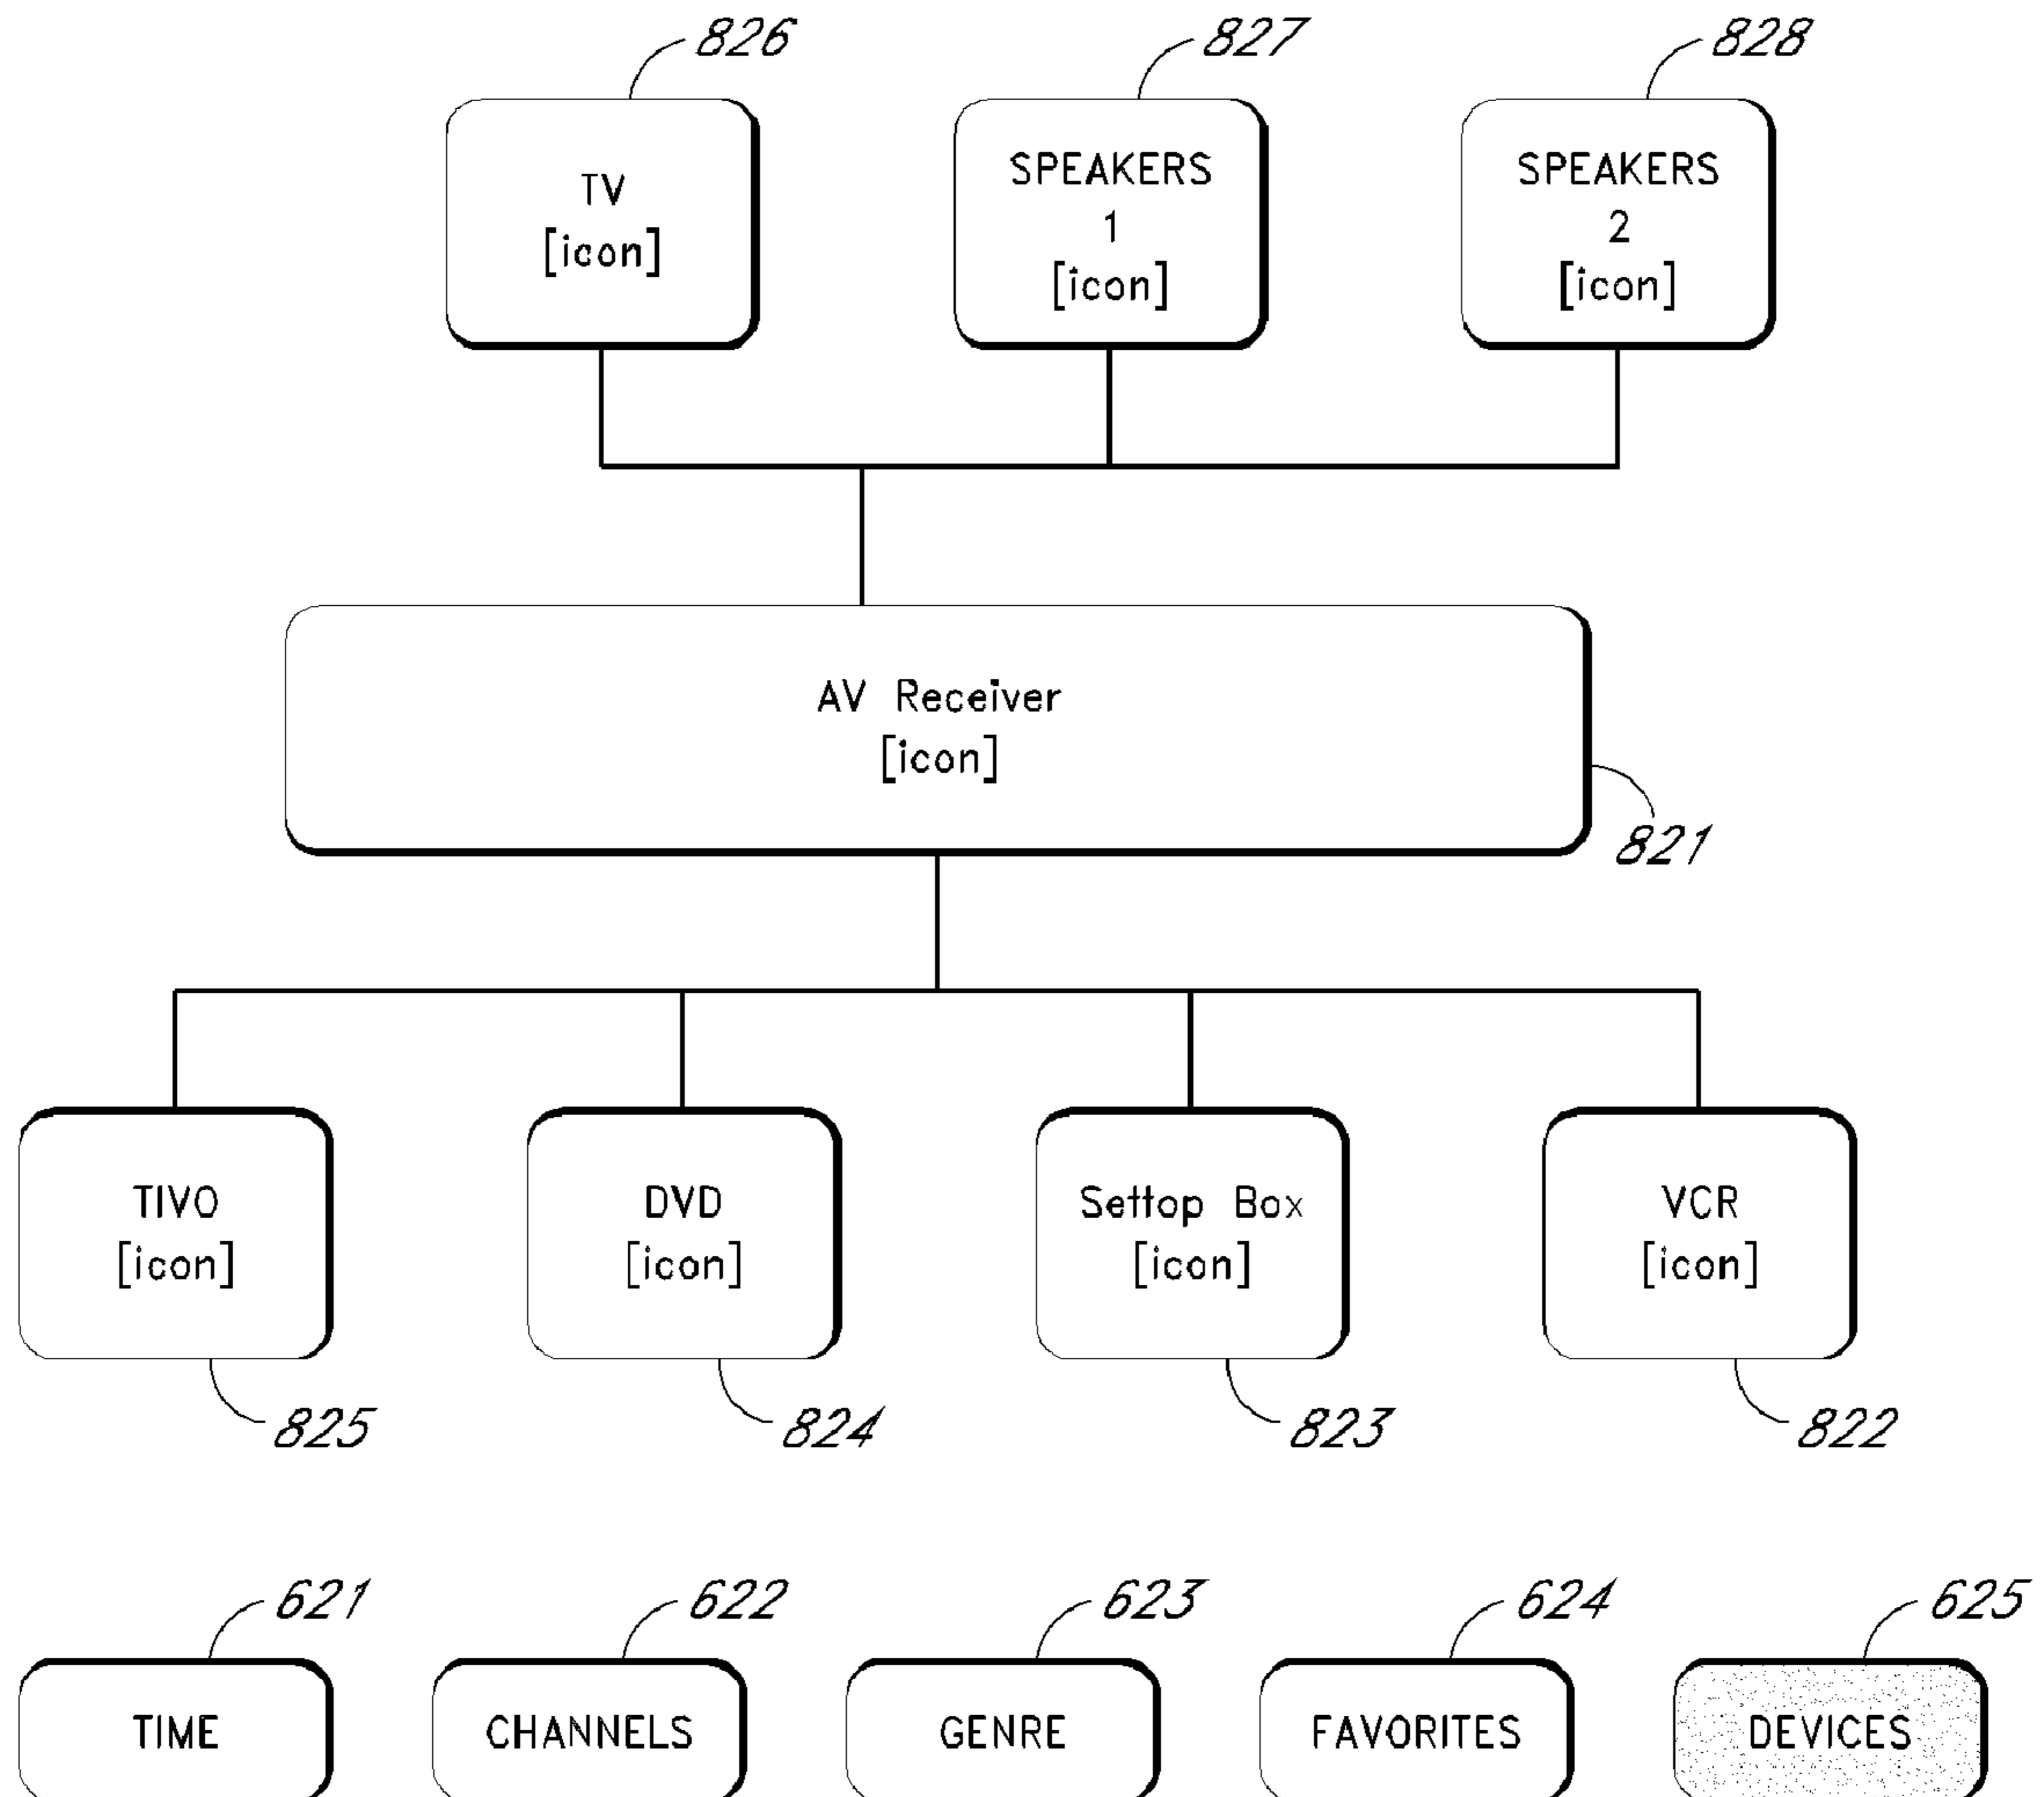 826 827 828
TV
[icon]
SPEAKERS
1
[icon]
SPEAKERS
2
[icon]
AV Receiver
[icon]
821
TIVO
[icon]
DVD
[icon]
Settop Box
[icon]
VCR
[icon]
825 824 823 822
621 622 623 624 625
TIME CHANNELS GENRE FAVORITES DEVICES